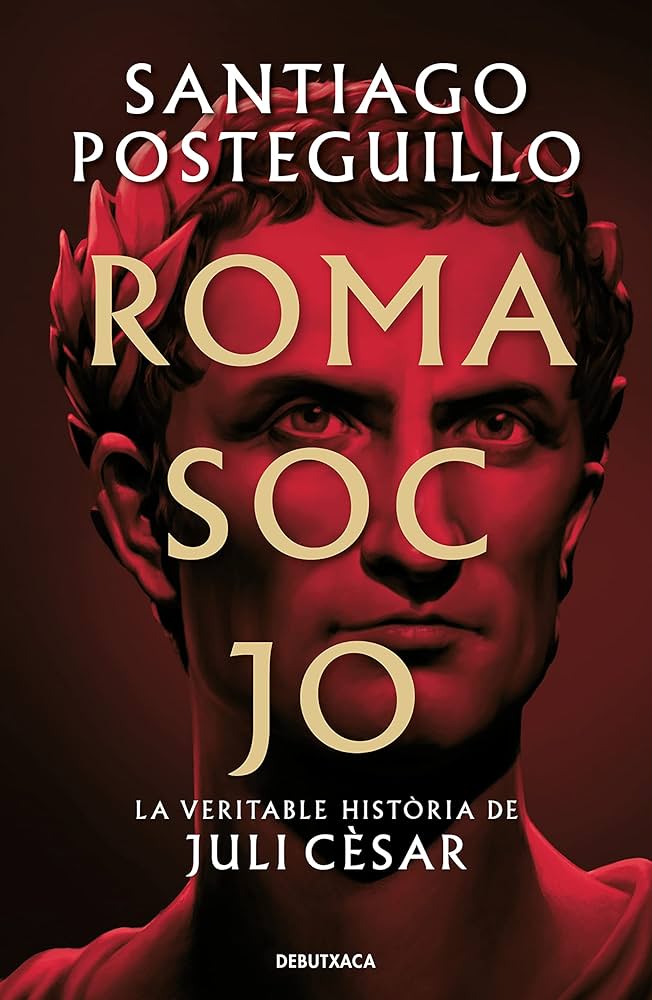 SANTIAGO
POSTEGUILLO
ROMA
SOC
JO
LA VERITABLE HISTÒRIA DE
JULI CÈSAR
DEBUTXACA